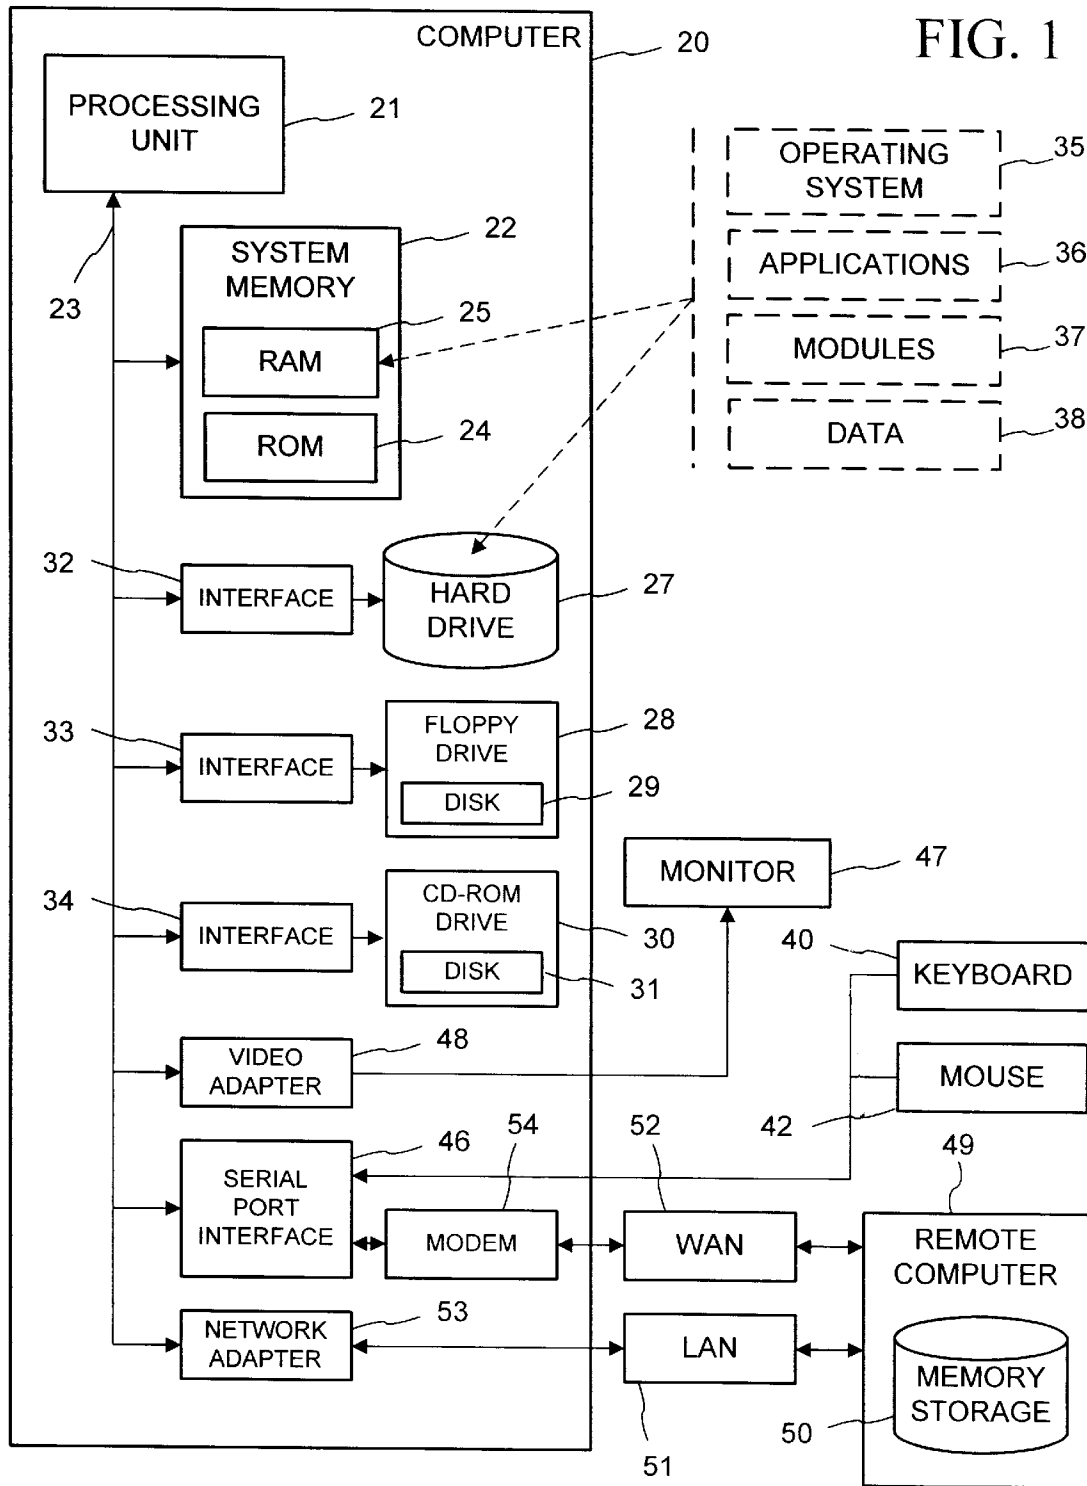 COMPUTER
20
FIG. 1
PROCESSING
UNIT
21
23
SYSTEM
MEMORY
22
RAM
25
ROM
24
OPERATING
SYSTEM
35
APPLICATIONS
36
MODULES
37
DATA
38
32
INTERFACE
HARD
DRIVE
27
33
INTERFACE
FLOPPY
DRIVE
28
DISK
29
34
INTERFACE
CD-ROM
DRIVE
30
DISK
31
MONITOR
47
40
KEYBOARD
MOUSE
42
VIDEO
ADAPTER
48
SERIAL
PORT
INTERFACE
46
MODEM
54
WAN
52
REMOTE
COMPUTER
49
NETWORK
ADAPTER
53
LAN
51
MEMORY
STORAGE
50